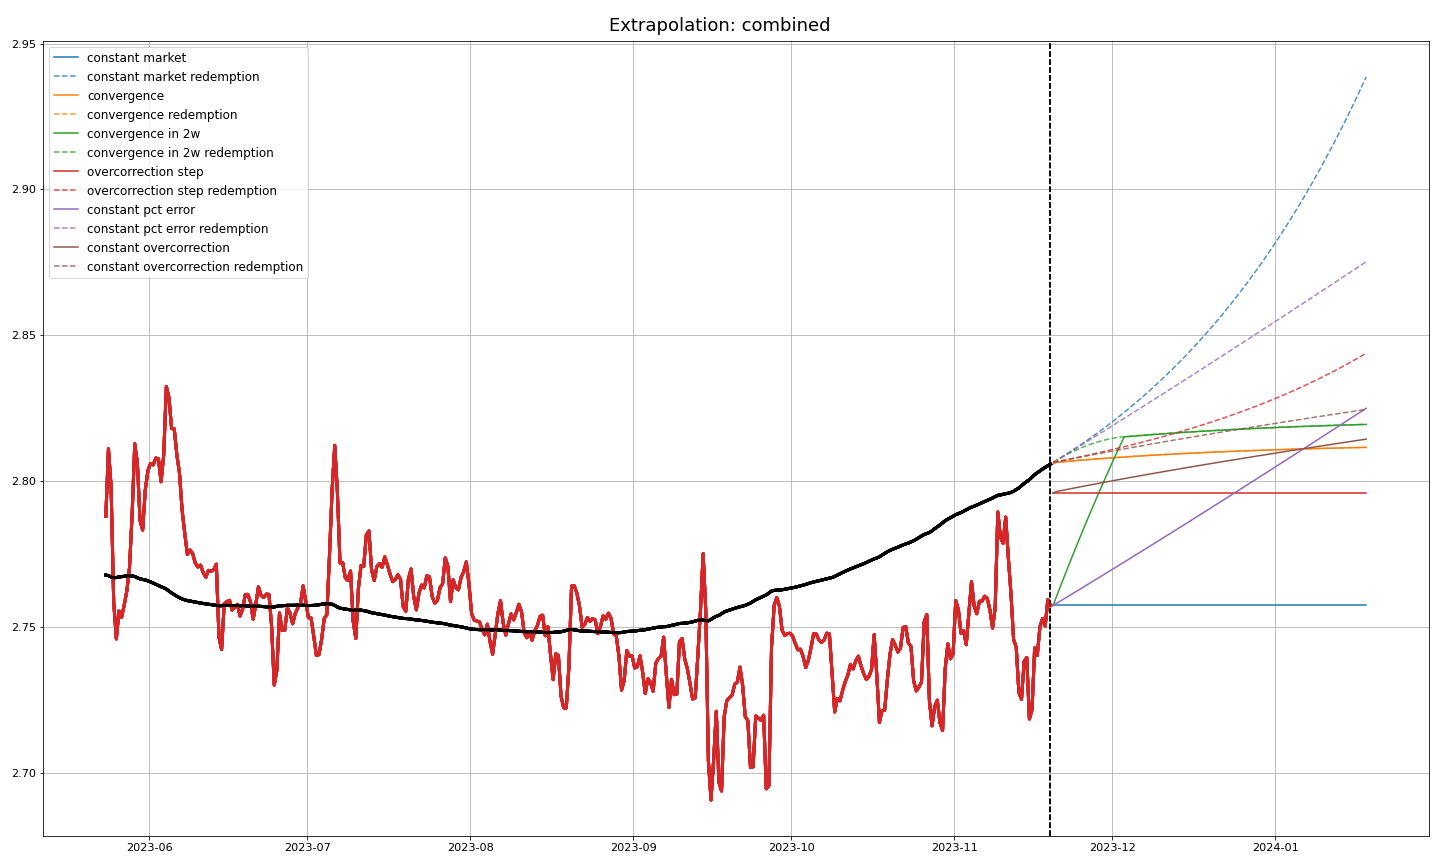 Extrapolation: combined
2.95
2.90
2.85
2.80
2.75
2.70
constant market
constant market redemption
convergence
convergence redemption
convergence in 2w
convergence in 2w redemption
overcorrection step
overcorrection step redemption
constant pct error
constant pct error redemption
constant overcorrection
constant overcorrection redemption
2023-06 2023-07 2023-08 2023-09 2023-10 2023-11 2023-12 2024-01